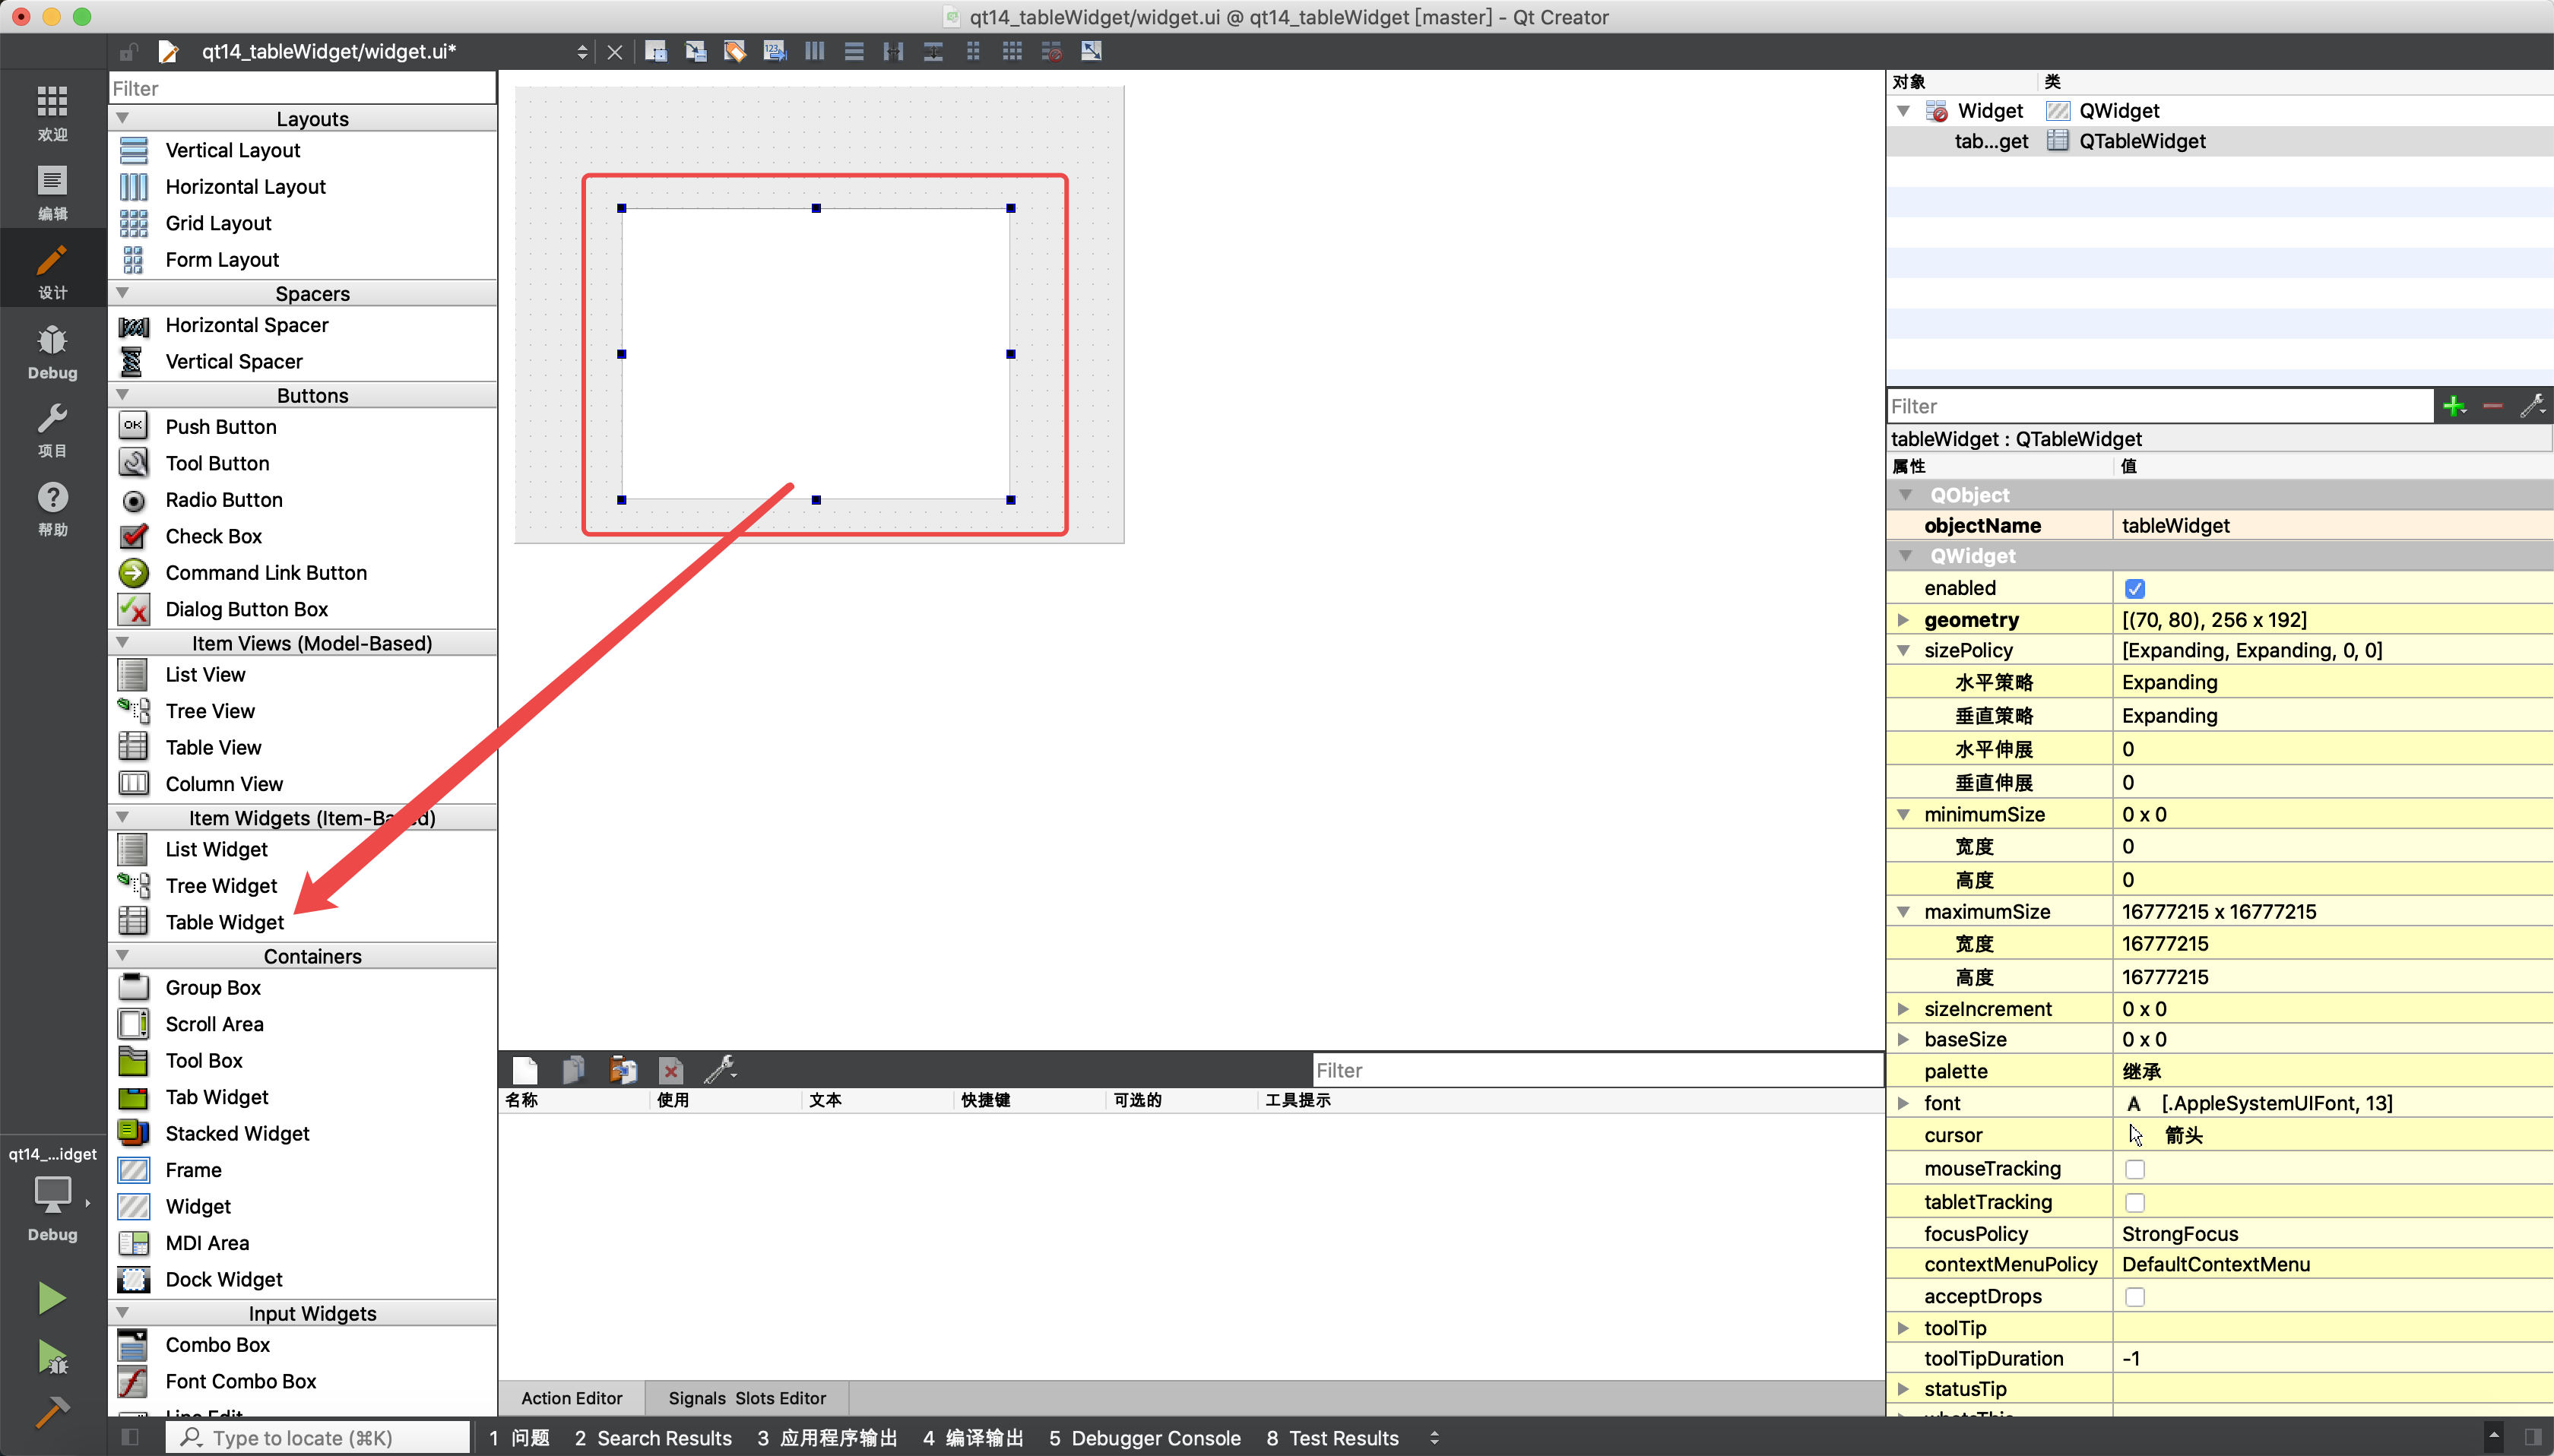 qt14_tableWidget/widget.ui @ qt14_tableWidget [master] - Qt Creator
qt14_tableWidget/widget.ui*
欢迎
编辑
设计
Debug
项目
帮助
qt14_...idget
Debug
Filter
Layouts
Vertical Layout
Horizontal Layout
Grid Layout
Form Layout
Spacers
Horizontal Spacer
Vertical Spacer
Buttons
OK
Push Button
Tool Button
Radio Button
Check Box
Command Link Button
Dialog Button Box
Item Views (Model-Based)
List View
Tree View
Table View
Column View
Item Widgets (Item-Based)
List Widget
Tree Widget
Table Widget
Containers
Group Box
Scroll Area
Tool Box
Tab Widget
Stacked Widget
Frame
Widget
MDI Area
Dock Widget
Input Widgets
Combo Box
Font Combo Box
Line Edit
Filter
名称 使用 文本 快捷键 可选的 工具提示
Action Editor Signals Slots Editor
对象 类
Widget QWidget
tab...get QTableWidget
Filter
tableWidget : QTableWidget
属性 值
QObject
objectName tableWidget
QWidget
enabled
geometry [(70, 80), 256 x 192]
sizePolicy [Expanding, Expanding, 0, 0]
水平策略 Expanding
垂直策略 Expanding
水平伸展 0
垂直伸展 0
minimumSize 0 x 0
宽度 0
高度 0
maximumSize 16777215 x 16777215
宽度 16777215
高度 16777215
sizeIncrement 0 x 0
baseSize 0 x 0
palette 继承
font A [.AppleSystemUIFont, 13]
cursor 箭头
mouseTracking
tabletTracking
focusPolicy StrongFocus
contextMenuPolicy DefaultContextMenu
acceptDrops
toolTip
toolTipDuration -1
statusTip
whatsThis
Type to locate (⌘K) 1 问题 2 Search Results 3 应用程序输出 4 编译输出 5 Debugger Console 8 Test Results